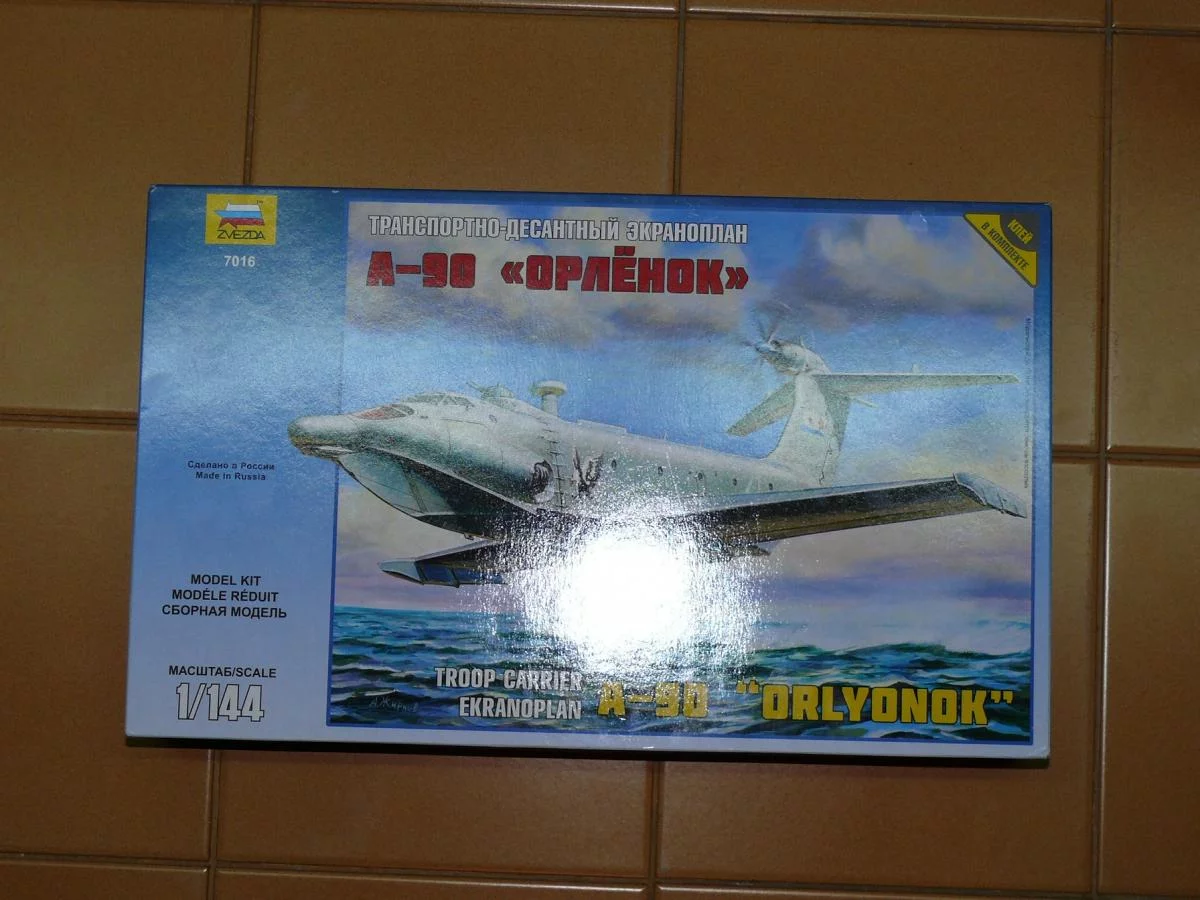 ZVEZDA
7016
ТРАНСПОРТНО-ДЕСАНТНЫЙ ЭКРАНОПЛАН
А-90 «ОРЛЁНОК»
КЛЕЙ
В КОМПЛЕКТЕ
Сделано в России
Made in Russia
MODEL KIT
MODÉLE RÉDUIT
СБОРНАЯ МОДЕЛЬ
МАСШТАБ/SCALE
1/144
TROOP CARRIER
EKRANOPLAN
A-90 "ORLYONOK"